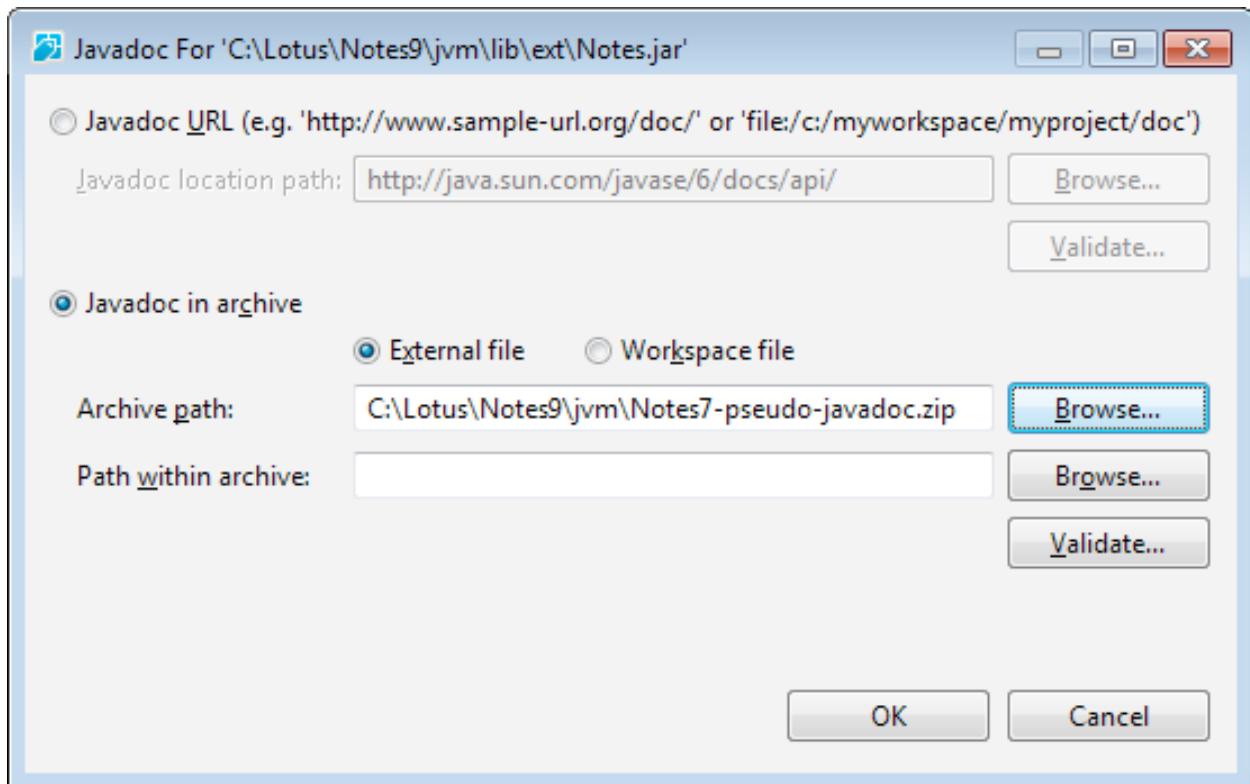 Javadoc For 'C:\Lotus\Notes9\jvm\lib\ext\Notes.jar'
Javadoc URL (e.g. 'http://www.sample-url.org/doc/' or 'file:/c:/myworkspace/myproject/doc')
Javadoc location path: http://java.sun.com/javase/6/docs/api/ Browse...
Validate...
Javadoc in archive
External file Workspace file
Archive path: C:\Lotus\Notes9\jvm\Notes7-pseudo-javadoc.zip Browse...
Path within archive: Browse...
Validate...
OK Cancel